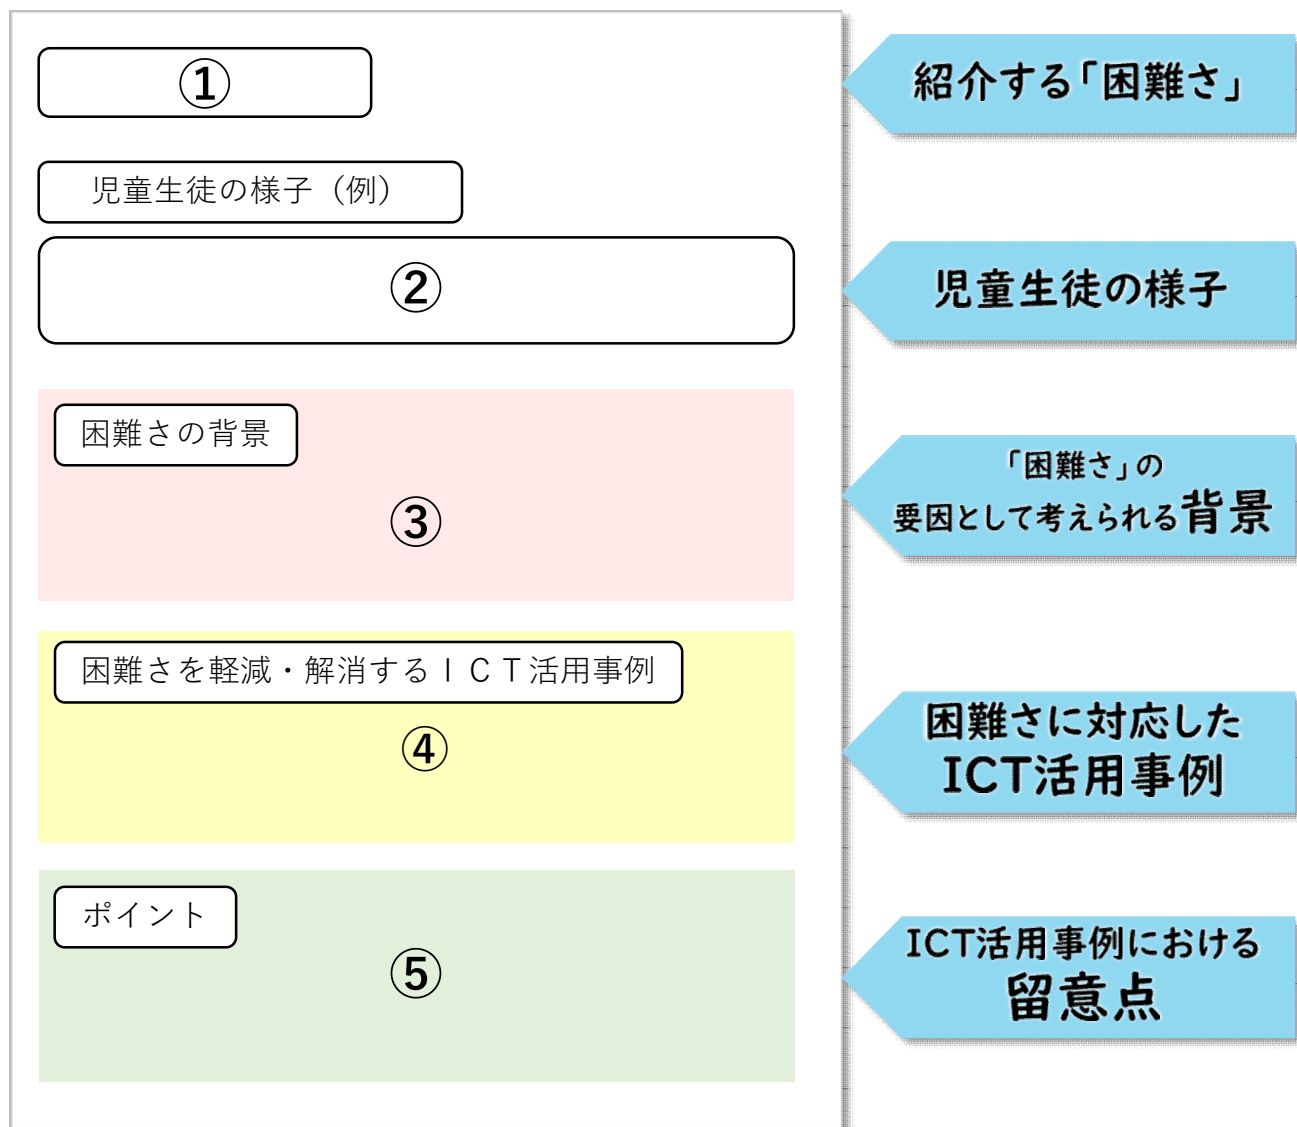 ①
紹介する「困難さ」
児童生徒の様子（例）
②
児童生徒の様子
困難さの背景
③
「困難さ」の
要因として考えられる背景
困難さを軽減・解消するＩＣＴ活用事例
④
困難さに対応した
ICT活用事例
ポイント
⑤
ICT活用事例における
留意点